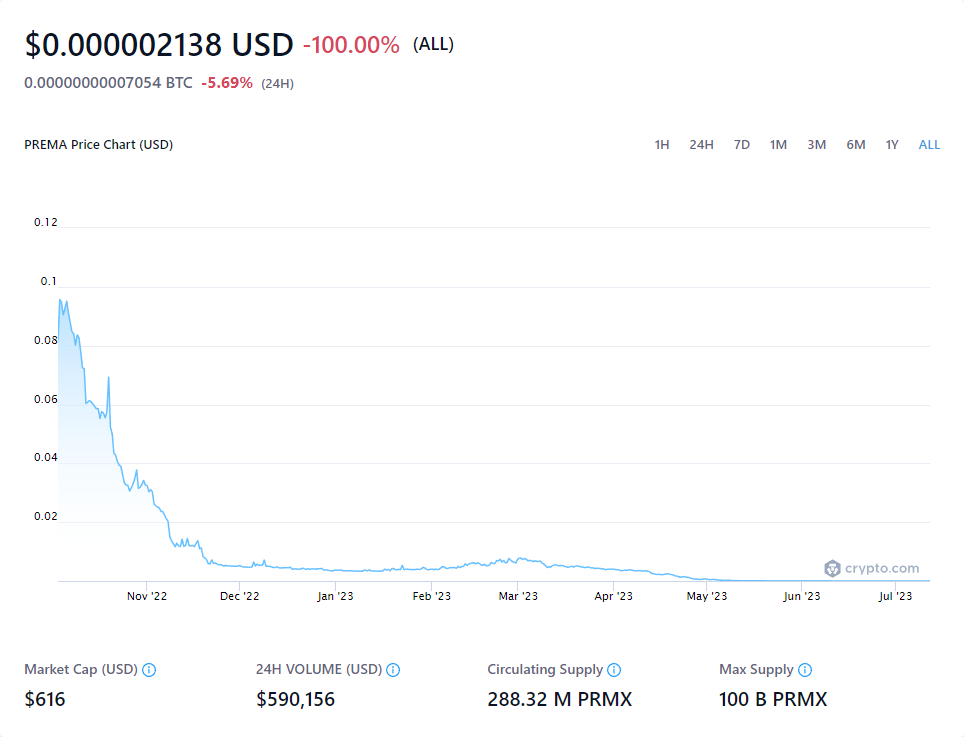 $0.000002138 USD -100.00% (ALL)
0.00000000007054 BTC -5.69% (24H)
PREMA Price Chart (USD) 1H 24H 7D 1M 3M 6M 1Y ALL
0.12
0.1
0.08
0.06
0.04
0.02
crypto.com
Nov '22 Dec '22 Jan '23 Feb '23 Mar '23 Apr '23 May '23 Jun '23 Jul '23
Market Cap (USD) 24H VOLUME (USD) Circulating Supply Max Supply
$616 $590,156 288.32 M PRMX 100 B PRMX